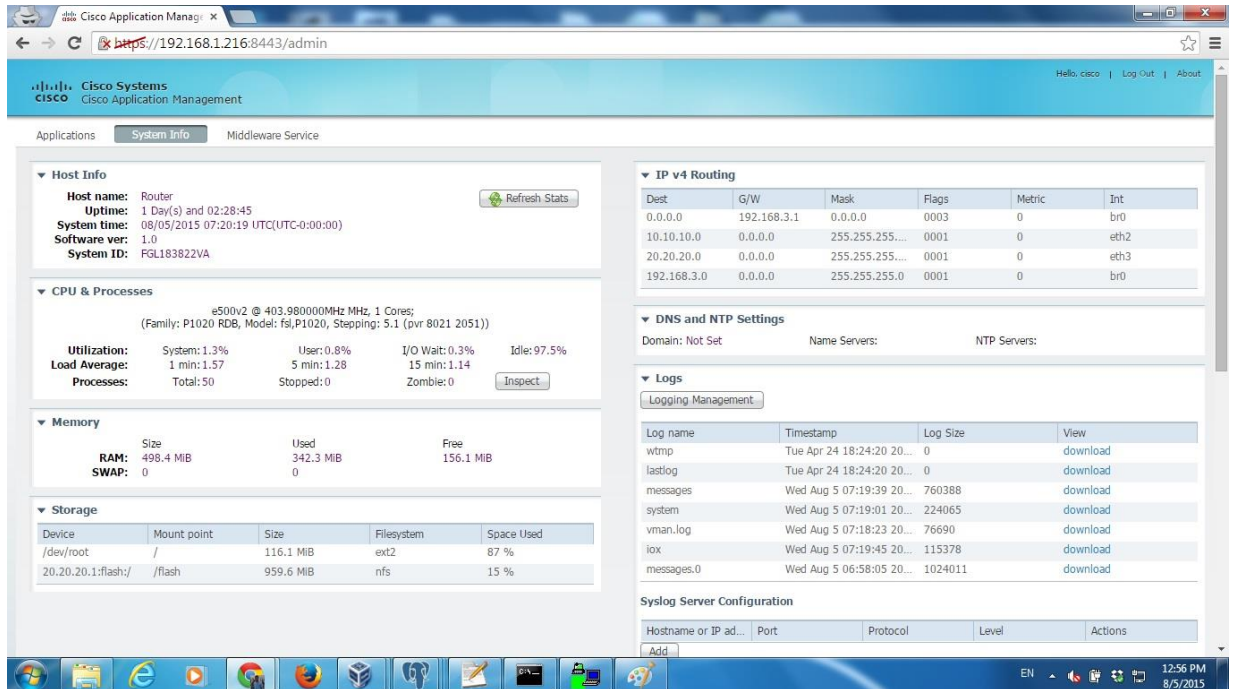 Cisco Application Manage
https://192.168.1.216:8443/admin
Hello, cisco | Log Out | About
Cisco Systems
CISCO Cisco Application Management
Applications System Info Middleware Service
Host Info
Host name: Router
Refresh Stats
Uptime: 1 Day(s) and 02:28:45
System time: 08/05/2015 07:20:19 UTC(UTC-0:00:00)
Software ver: 1.0
System ID: FGL183822VA
CPU & Processes
e500v2 @ 403.980000MHz MHz, 1 Cores;
(Family: P1020 RDB, Model: fsl,P1020, Stepping: 5.1 (pvr 8021 2051))
Utilization: System: 1.3% User: 0.8% I/O Wait: 0.3% Idle: 97.5%
Load Average: 1 min: 1.57 5 min: 1.28 15 min: 1.14
Processes: Total: 50 Stopped: 0 Zombie: 0 Inspect
Memory
Size Used Free
RAM: 498.4 MiB 342.3 MiB 156.1 MiB
SWAP: 0 0
Storage
Device Mount point Size Filesystem Space Used
/dev/root / 116.1 MiB ext2 87 %
20.20.20.1:flash:/ /flash 959.6 MiB nfs 15 %
IP v4 Routing
Dest G/W Mask Flags Metric Int
0.0.0.0 192.168.3.1 0.0.0.0 0003 0 br0
10.10.10.0 0.0.0.0 255.255.255.... 0001 0 eth2
20.20.20.0 0.0.0.0 255.255.255.... 0001 0 eth3
192.168.3.0 0.0.0.0 255.255.255.0 0001 0 br0
DNS and NTP Settings
Domain: Not Set Name Servers: NTP Servers:
Logs
Logging Management
Log name Timestamp Log Size View
wtmp Tue Apr 24 18:24:20 20... 0 download
lastlog Tue Apr 24 18:24:20 20... 0 download
messages Wed Aug 5 07:19:39 20... 760388 download
system Wed Aug 5 07:19:01 20... 224065 download
vman.log Wed Aug 5 07:18:23 20... 76690 download
iox Wed Aug 5 07:19:45 20... 115378 download
messages.0 Wed Aug 5 06:58:05 20... 1024011 download
Syslog Server Configuration
Hostname or IP ad... Port Protocol Level Actions
Add
EN
12:56 PM
8/5/2015